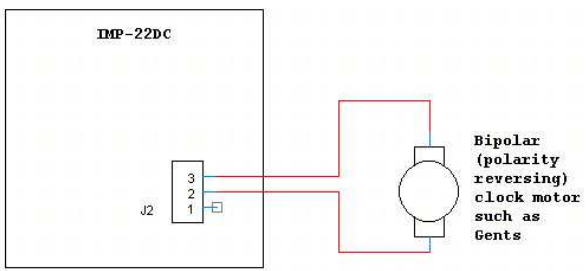 IMP-22DC
3
2
1
J2
Bipolar
(polarity
reversing)
clock motor
such as
Gents